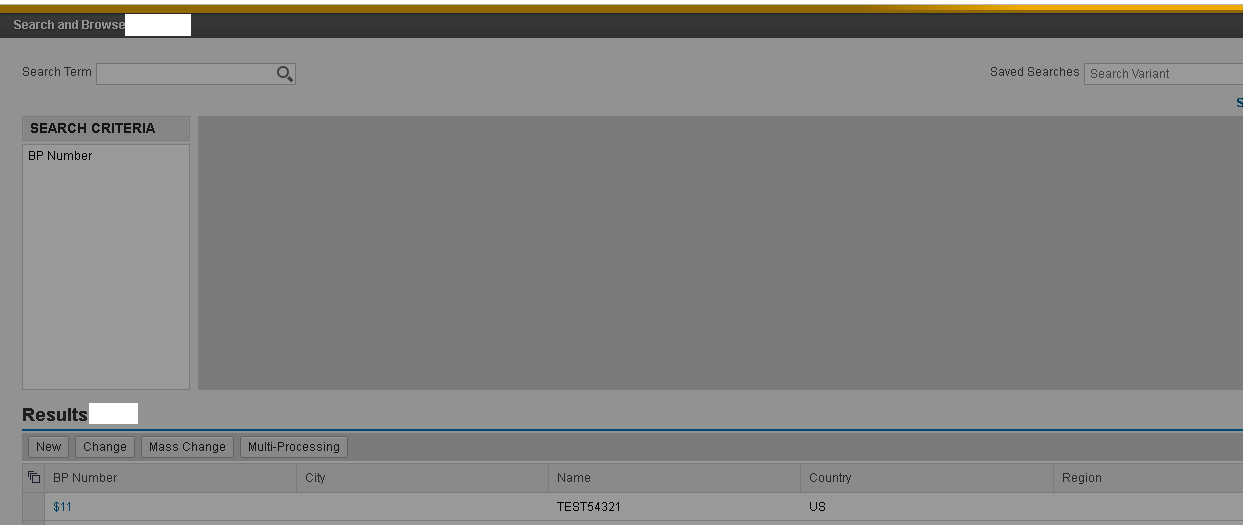 Search and Browse
Search Term Saved Searches Search Variant
SEARCH CRITERIA
BP Number
Results
New Change Mass Change Multi-Processing
BP Number City Name Country Region
$11 TEST54321 US